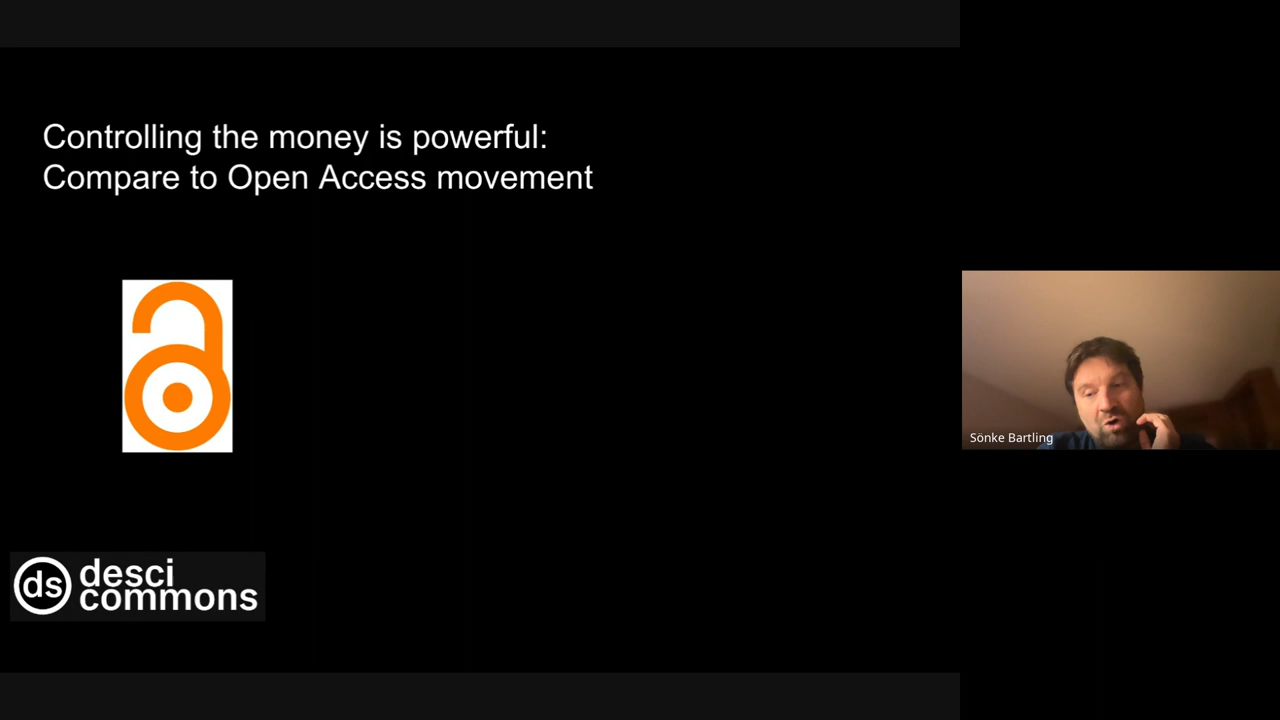 Controlling the money is powerful:
Compare to Open Access movement
Sönke Bartling
ds desci
commons